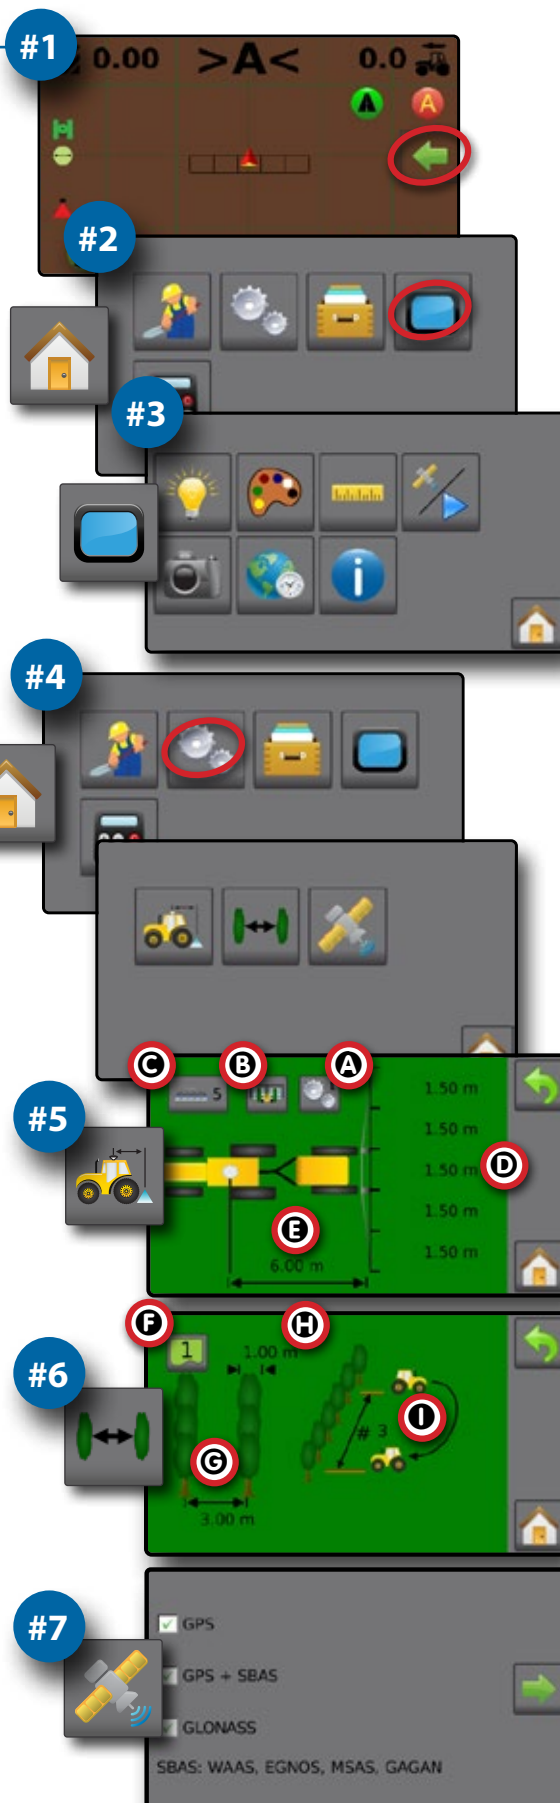 #1
0.00 >A< 0.0
A
#2
#3
#4
C B A
5
1.50 m
1.50 m
#5
1.50 m D
E
1.50 m
6.00 m
1.50 m
F H
1
1.00 m
#6
# 3 I
G
3.00 m
#7
GPS
GPS + SBAS
GLONASS
SBAS: WAAS, EGNOS, MSAS, GAGAN